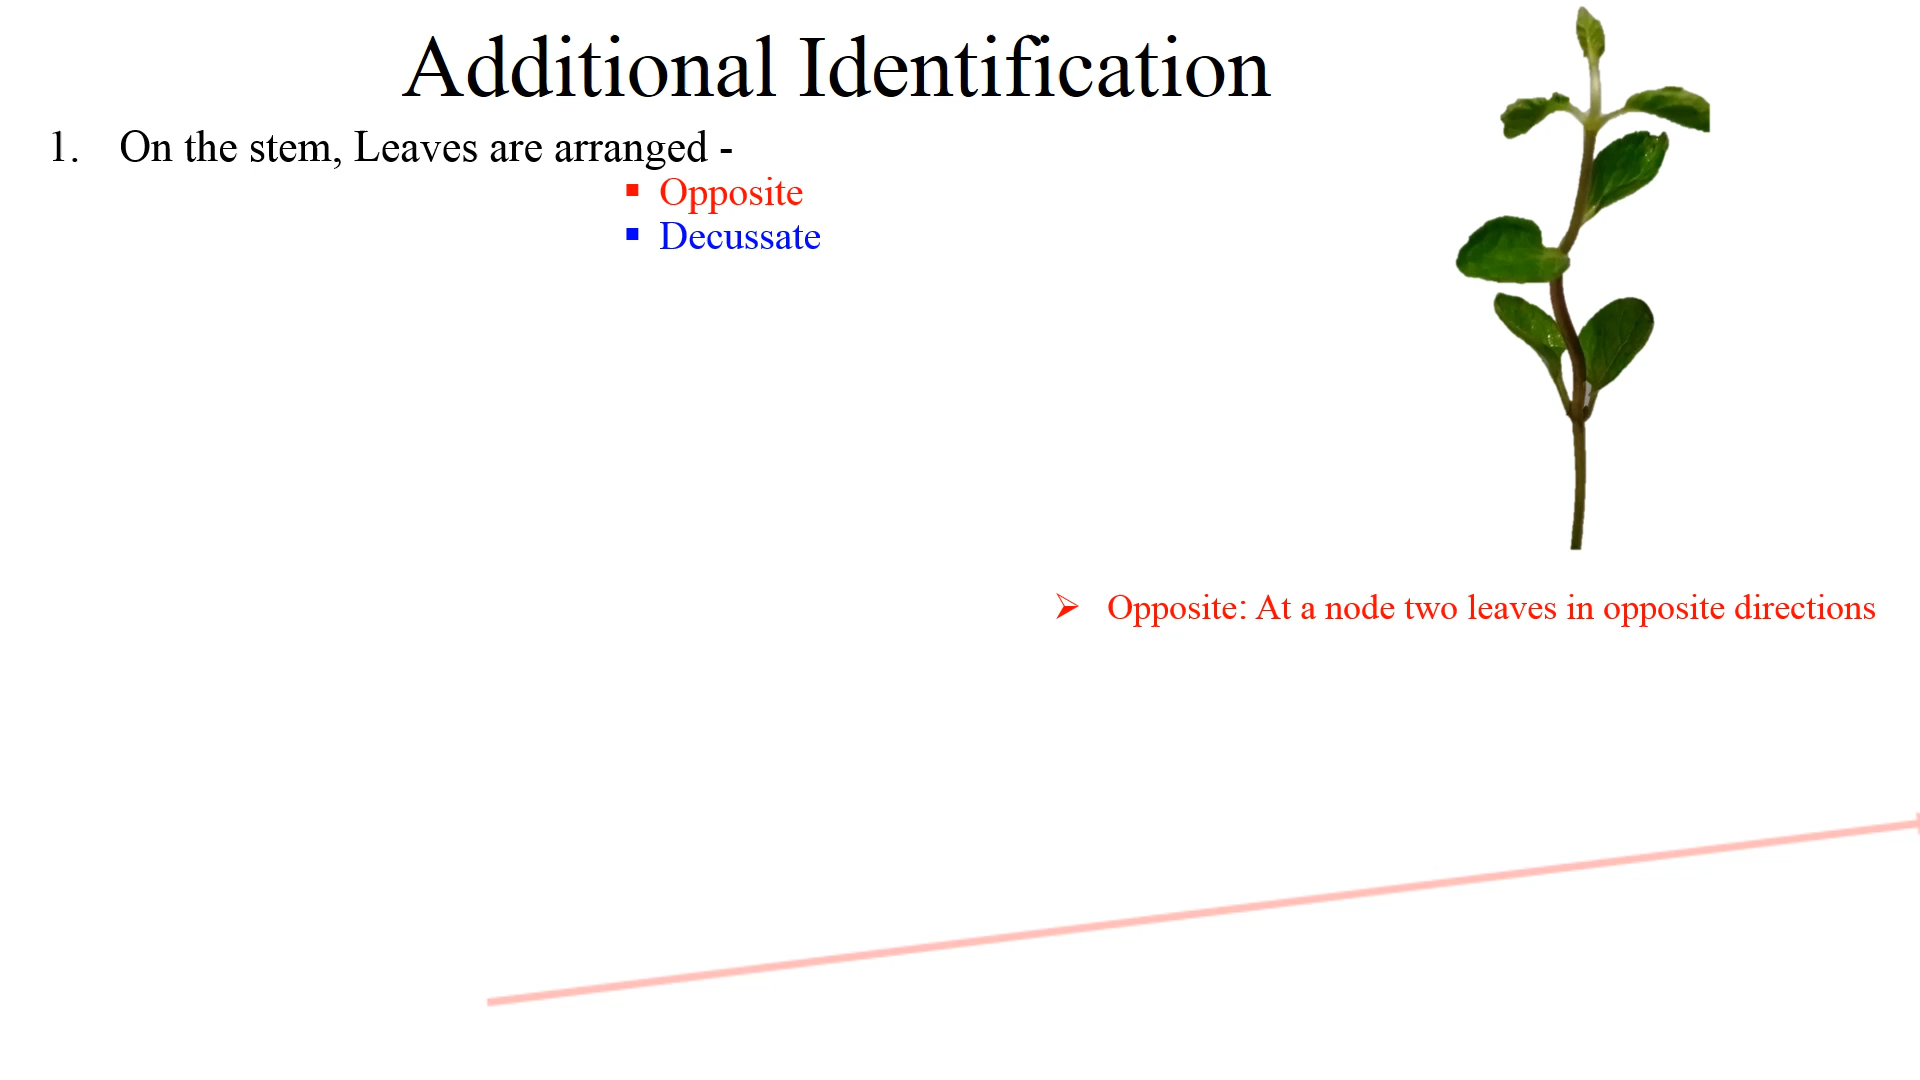 Additional Identification
1. On the stem, Leaves are arranged -
▪ Opposite
▪ Decussate
➢ Opposite: At a node two leaves in opposite directions